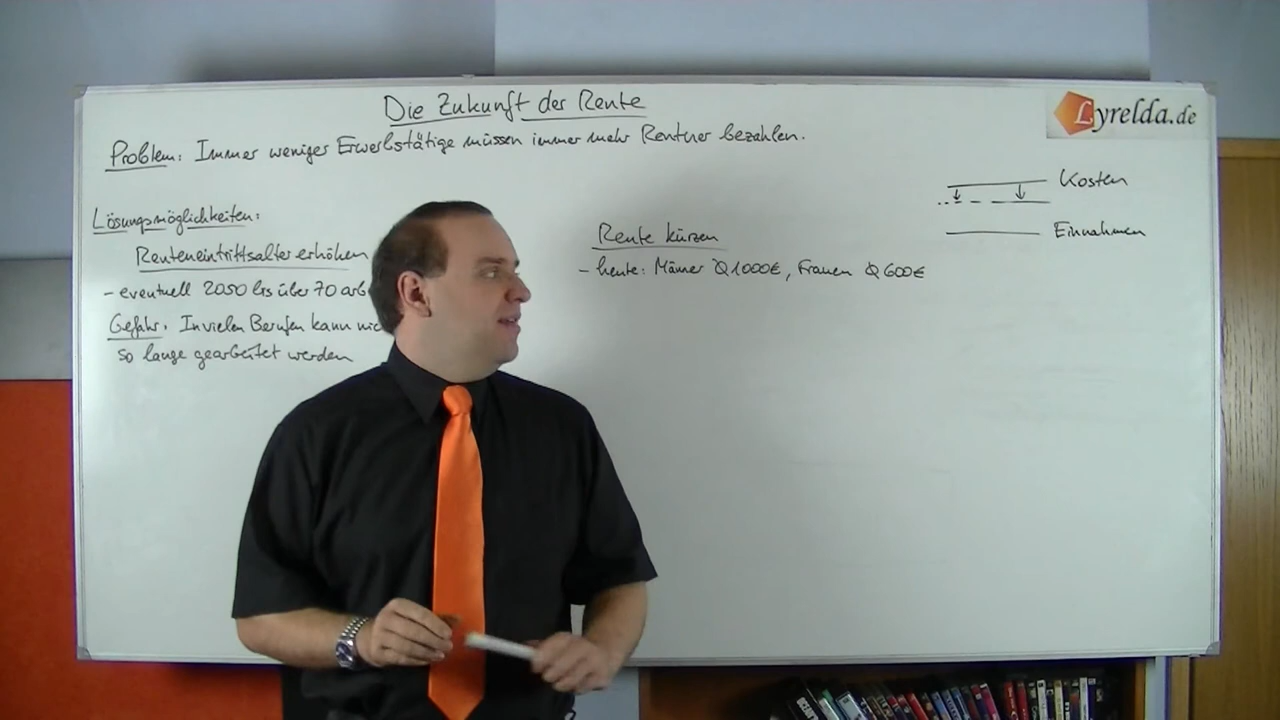 Die Zukunft der Rente
Lyrelda.de
Problem: Immer weniger Erwerbstätige müssen immer mehr Rentner bezahlen.
Kosten
Einnahmen
Lösungsmöglichkeiten:
Renteneintrittsalter erhöhen
- eventuell 2050 bis über 70 arb
Gefahr: In vielen Berufen kann nic
so lange gearbeitet werden
Rente kürzen
- heute: Männer Ø 1000€, Frauen Ø 600€